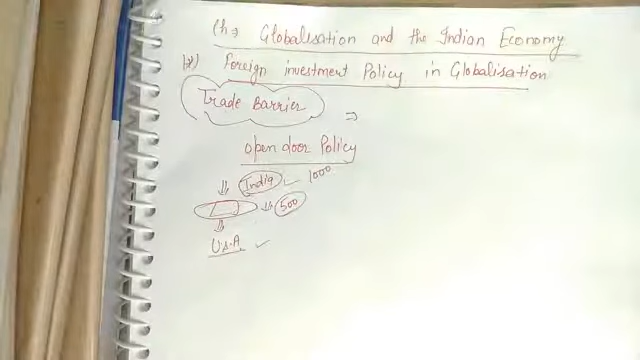 Ch⇒ Globalisation and the Indian Economy
Foreign investment Policy in Globalisation
Trade Barrier ⇒
open door Policy
India 1000
500
U.S.A